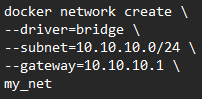 docker network create \
--driver=bridge \
--subnet=10.10.10.0/24 \
--gateway=10.10.10.1 \
my_net